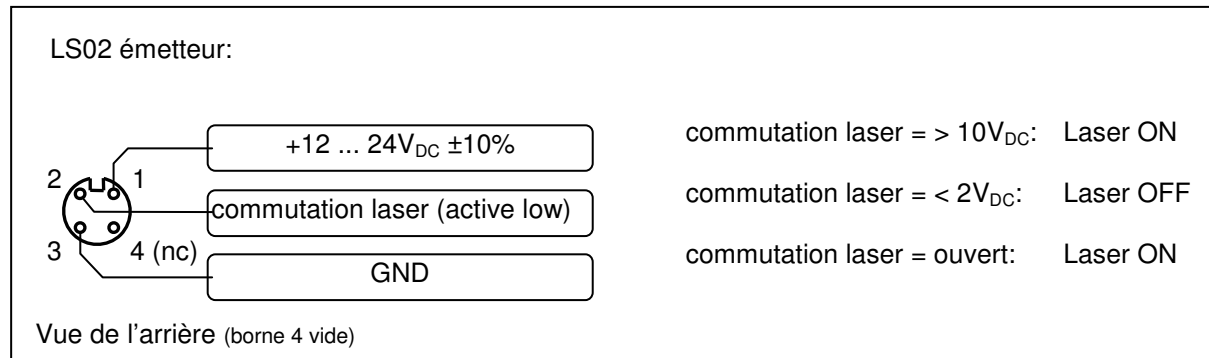 LS02 émetteur:
+12 ... 24VDC ±10%
commutation laser = > 10VDC: Laser ON
2 1
commutation laser (active low)
commutation laser = < 2VDC: Laser OFF
3 4 (nc)
GND
commutation laser = ouvert: Laser ON
Vue de l'arrière (borne 4 vide)